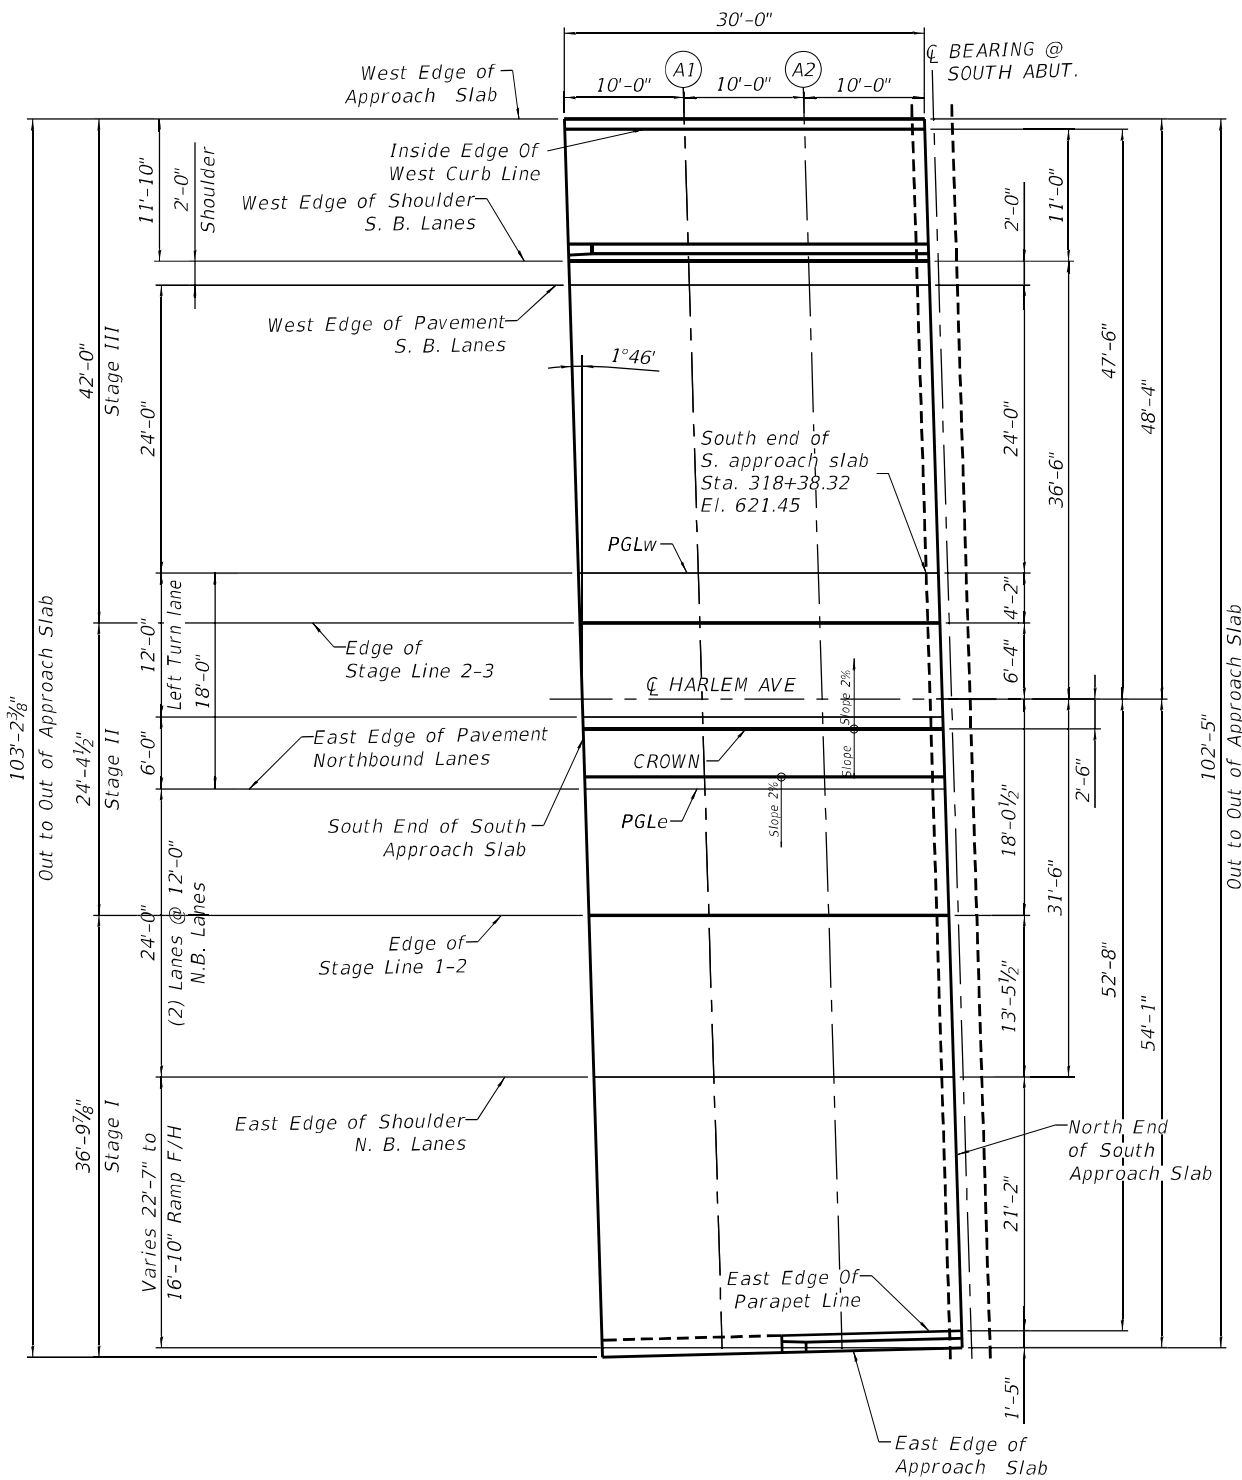 30'-0"
℄ BEARING @
SOUTH ABUT.
West Edge of
Approach Slab
10'-0"
A1
10'-0"
A2
10'-0"
Inside Edge Of
West Curb Line
West Edge of Shoulder
S. B. Lanes
11'-10"
2'-0"
Shoulder
2'-0"
11'-0"
West Edge of Pavement
S. B. Lanes
1°46'
42'-0"
Stage III
24'-0"
24'-0"
36'-6"
47'-6"
48'-4"
South end of
S. approach slab
Sta. 318+38.32
El. 621.45
PGLw
4'-2"
6'-4"
12'-0"
Left Turn lane
18'-0"
Edge of
Stage Line 2-3
℄ HARLEM AVE
Slope 2%
Slope
Slope 2%
103'-2⅜"
Out to Out of Approach Slab
24'-4½"
Stage II
6'-0"
East Edge of Pavement
Northbound Lanes
CROWN
PGLe
South End of South
Approach Slab
2'-6"
18'-0½"
31'-6"
102'-5"
Out to Out of Approach Slab
24'-0"
(2) Lanes @ 12'-0"
N.B. Lanes
Edge of
Stage Line 1-2
13'-5½"
52'-8"
54'-1"
East Edge of Shoulder
N. B. Lanes
36'-9⅞"
Stage I
Varies 22'-7" to
16'-10" Ramp F/H
North End
of South
Approach Slab
21'-2"
East Edge Of
Parapet Line
1'-5"
East Edge of
Approach Slab